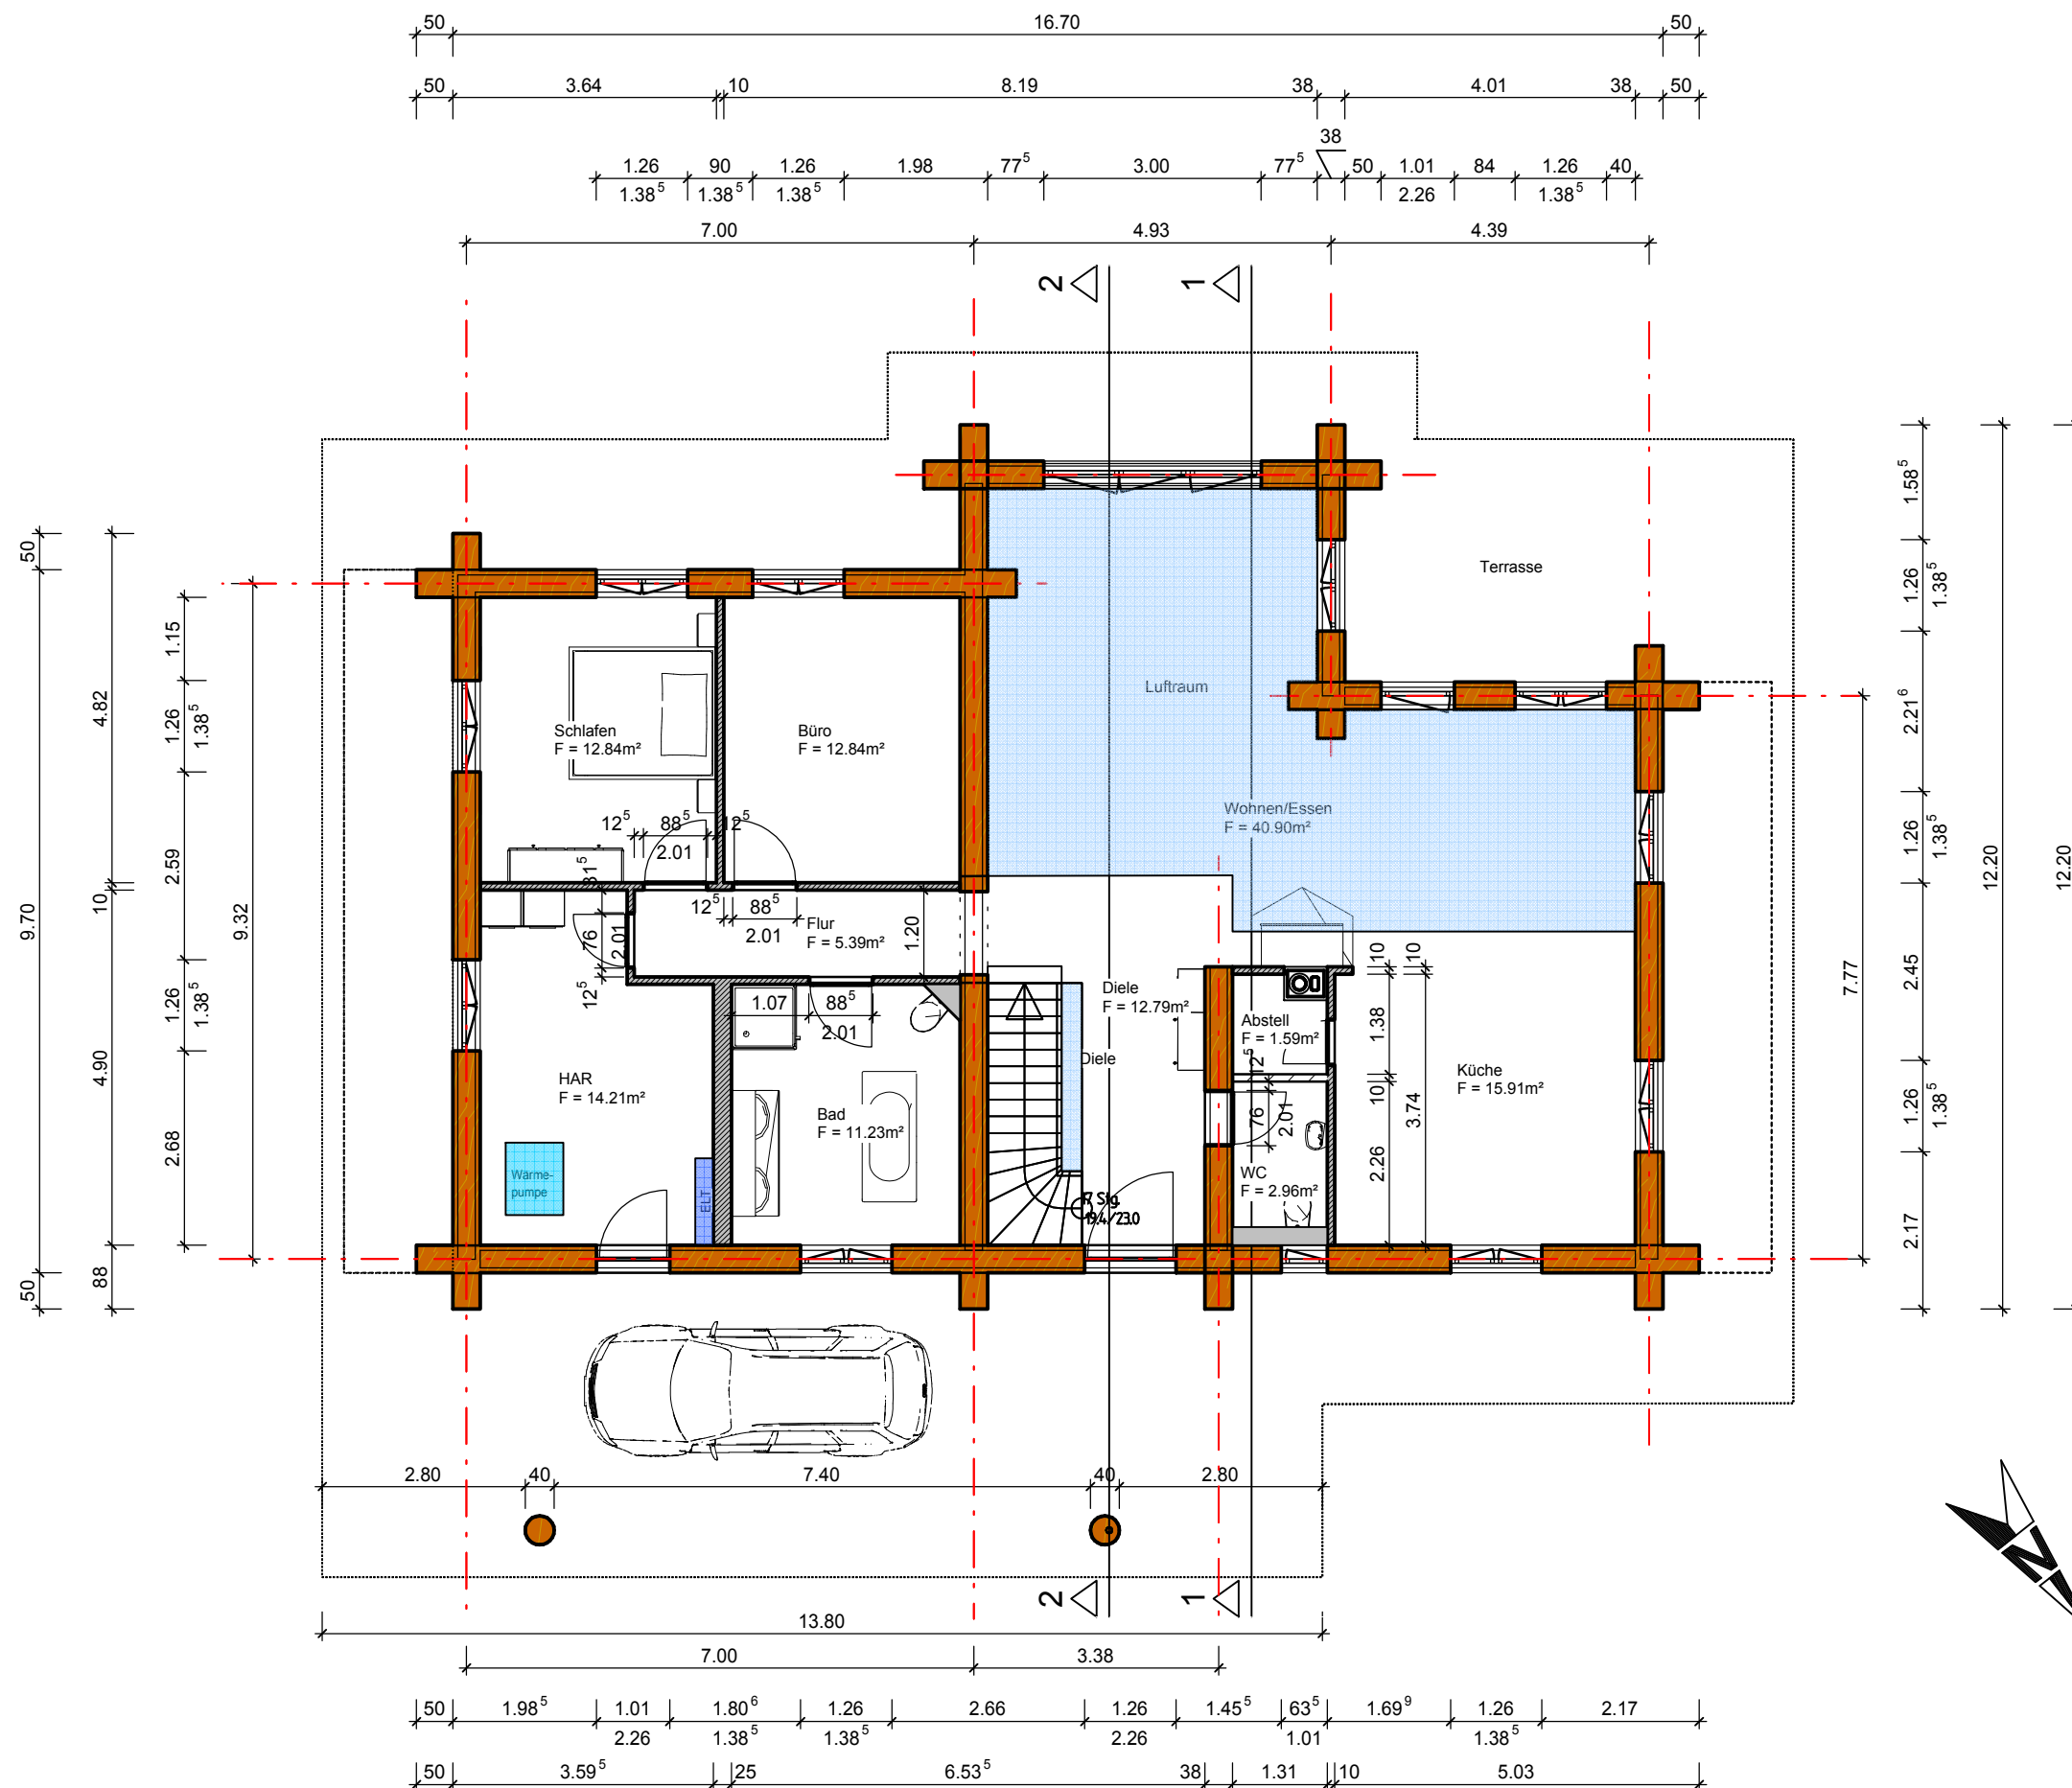 50 16.70 50
50 3.64 10 8.19 38 4.01 38 50
38
1.26 90 1.26 1.98 77⁵ 3.00 77⁵ 50 1.01 84 1.26 40
1.38⁵ 1.38⁵ 1.38⁵ 2.26 1.38⁵
7.00 4.93 4.39
2 1
50 9.70 50
4.82 10 4.90 88
1.15 1.26 2.59 1.26 2.68
1.38⁵ 1.38⁵
9.32
Terrasse
Luftraum
Schlafen
F = 12.84m²
Büro
F = 12.84m²
Wohnen/Essen
F = 40.90m²
12⁵ 88⁵ 12⁵
2.01
31⁵
12⁵ 88⁵
2.01
76
2.01
12⁵
Flur
F = 5.39m²
1.20
1.07 88⁵
2.01
Diele
F = 12.79m²
Diele
Abstell
F = 1.59m²
12⁵
76
2.01
10 10
1.38
10
3.74
2.26
Küche
F = 15.91m²
HAR
F = 14.21m²
Bad
F = 11.23m²
WC
F = 2.96m²
Wärme-
pumpe
ELT
17 Stg.
19.4/23.0
1.58⁵ 1.26 2.21⁶ 1.26 2.45 1.26 2.17
1.38⁵ 1.38⁵ 1.38⁵
7.77
12.20
12.20
N
2.80 40 7.40 40 2.80
2 1
13.80
7.00 3.38
50 1.98⁵ 1.01 1.80⁶ 1.26 2.66 1.26 1.45⁵ 63⁵ 1.69⁹ 1.26 2.17
2.26 1.38⁵ 1.38⁵ 2.26 1.01 1.38⁵
50 3.59⁵ 25 6.53⁵ 38 1.31 10 5.03